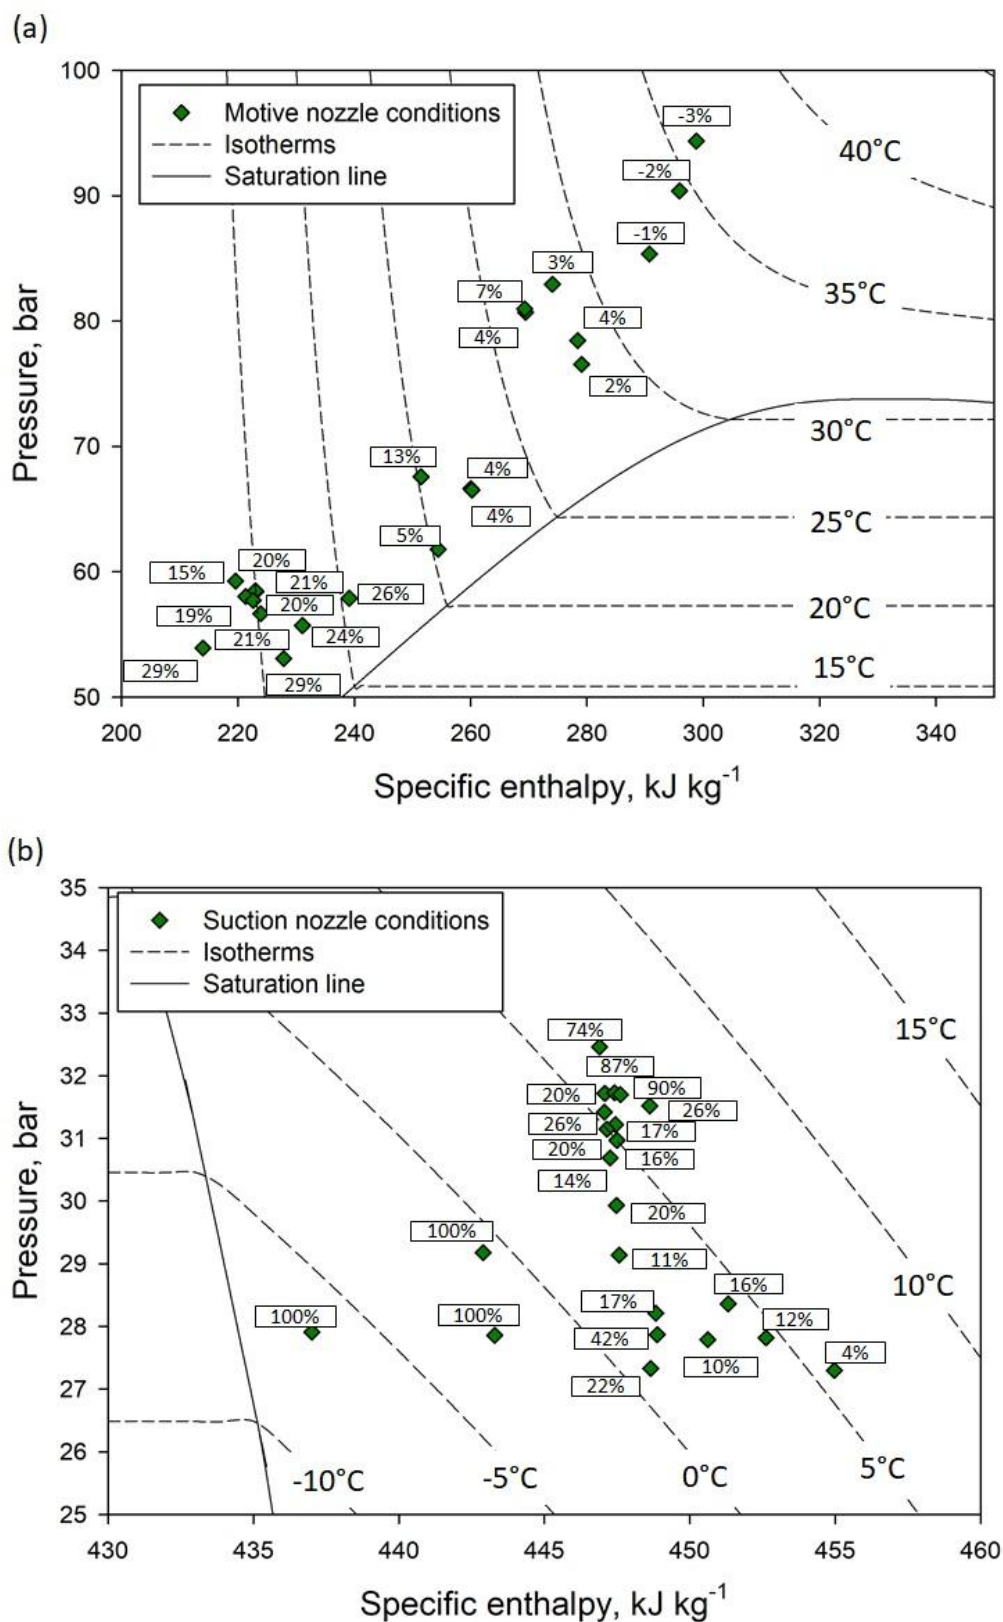 (a)
100
90
80
70
60
50
Pressure, bar
Motive nozzle conditions
Isotherms
Saturation line
-3%
40°C
-2%
-1%
3%
7%
35°C
4%
4%
2%
30°C
13%
4%
4%
25°C
5%
20%
15%
21%
26%
20°C
19%
20%
21%
24%
15°C
29%
29%
200 220 240 260 280 300 320 340
Specific enthalpy, kJ kg-1
(b)
35
34
33
32
31
30
29
28
27
26
25
Pressure, bar
Suction nozzle conditions
Isotherms
Saturation line
74%
15°C
87%
20%
90%
26%
26%
17%
20%
16%
14%
20%
100%
11%
10°C
16%
17%
100%
100%
12%
42%
10%
4%
22%
-10°C
-5°C
0°C
5°C
430 435 440 445 450 455 460
Specific enthalpy, kJ kg-1